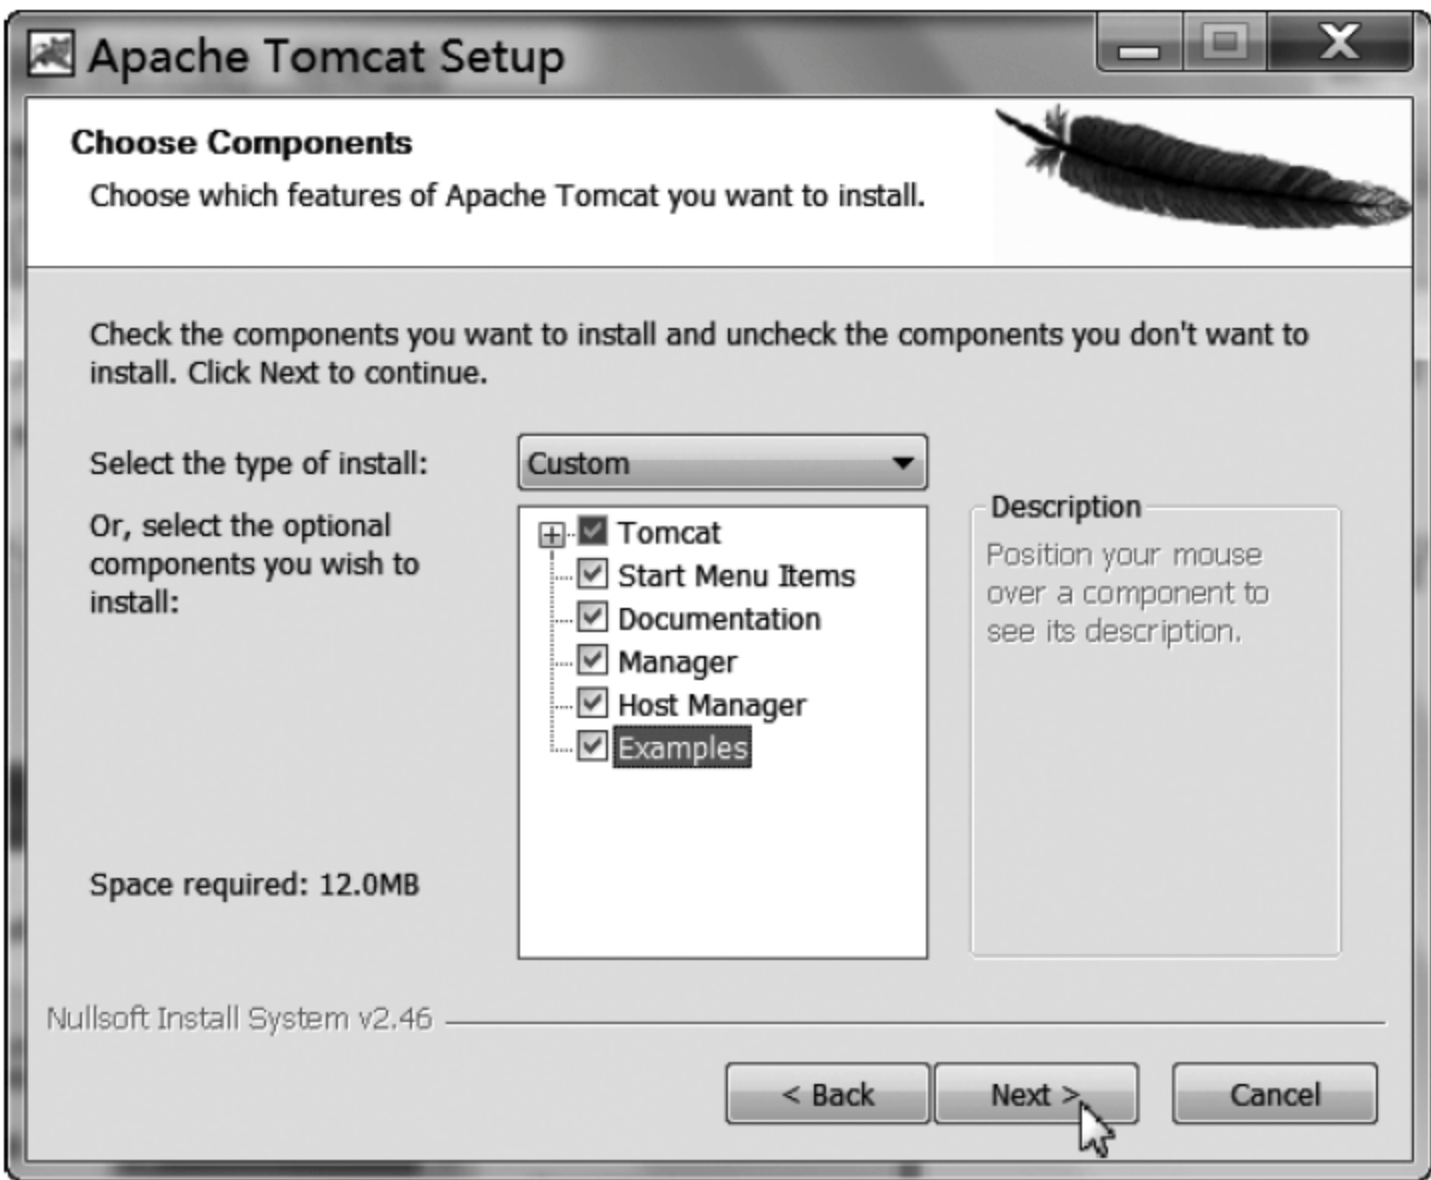 Apache Tomcat Setup
Choose Components
Choose which features of Apache Tomcat you want to install.
Check the components you want to install and uncheck the components you don't want to
install. Click Next to continue.
Select the type of install:
Custom
Or, select the optional
components you wish to
install:
Tomcat
Start Menu Items
Documentation
Manager
Host Manager
Examples
Description
Position your mouse
over a component to
see its description.
Space required: 12.0MB
Nullsoft Install System v2.46
< Back
Next >
Cancel